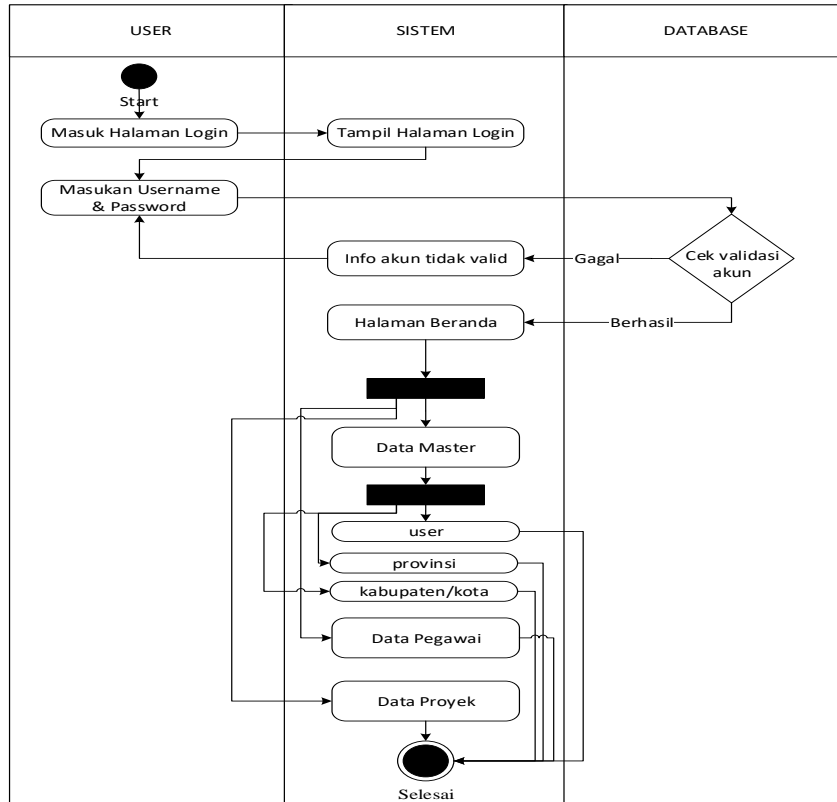 USER
SISTEM
DATABASE
Start
Masuk Halaman Login
Tampil Halaman Login
Masukan Username
& Password
Info akun tidak valid
Gagal
Cek validasi
akun
Halaman Beranda
Berhasil
Data Master
user
provinsi
kabupaten/kota
Data Pegawai
Data Proyek
Selesai